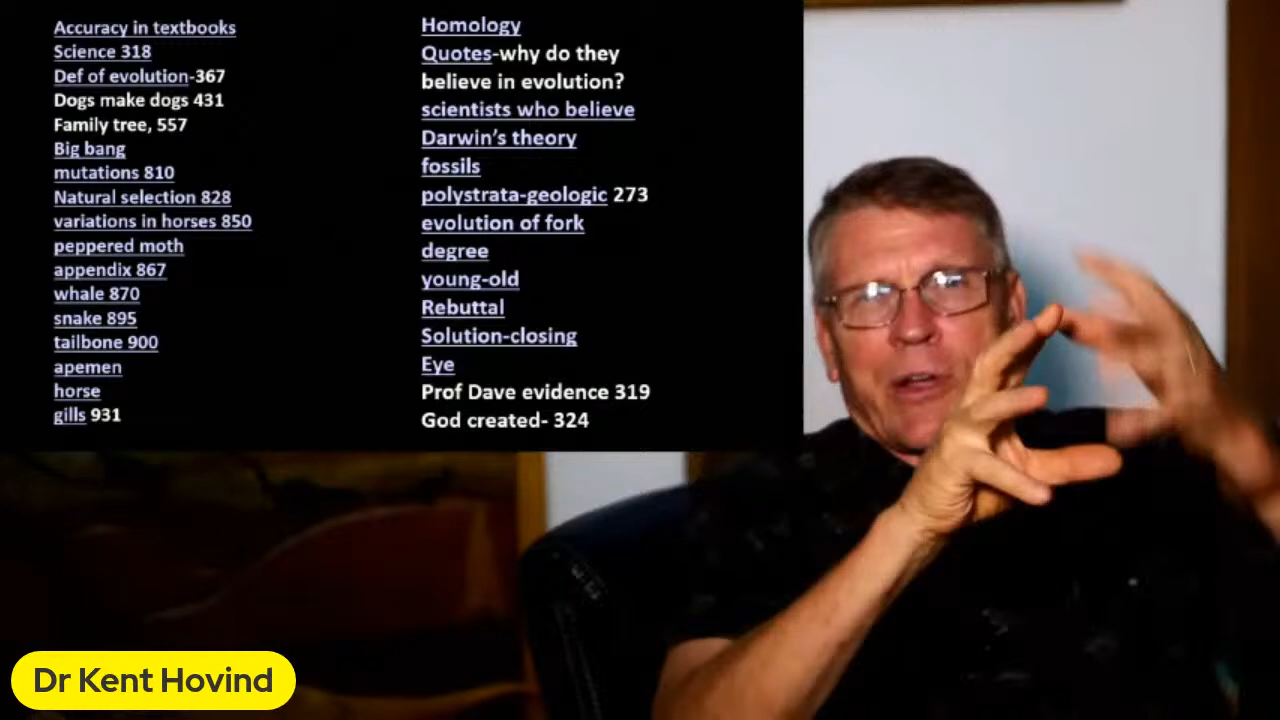 Accuracy in textbooks
Science 318
Def of evolution-367
Dogs make dogs 431
Family tree, 557
Big bang
mutations 810
Natural selection 828
variations in horses 850
peppered moth
appendix 867
whale 870
snake 895
tailbone 900
apemen
horse
gills 931
Homology
Quotes-why do they
believe in evolution?
scientists who believe
Darwin's theory
fossils
polystrata-geologic 273
evolution of fork
degree
young-old
Rebuttal
Solution-closing
Eye
Prof Dave evidence 319
God created- 324
Dr Kent Hovind